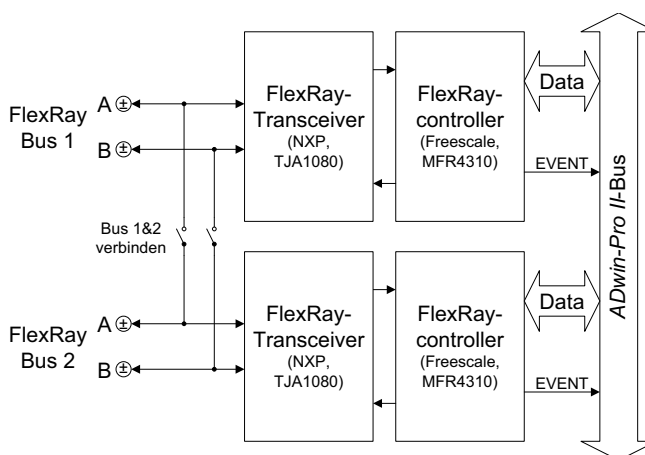 FlexRay
Bus 1
A
B
FlexRay-
Transceiver
(NXP,
TJA1080)
FlexRay-
controller
(Freescale,
MFR4310)
Data
EVENT
Bus 1&2
verbinden
FlexRay
Bus 2
A
B
FlexRay-
Transceiver
(NXP,
TJA1080)
FlexRay-
controller
(Freescale,
MFR4310)
Data
EVENT
ADwin-Pro II-Bus